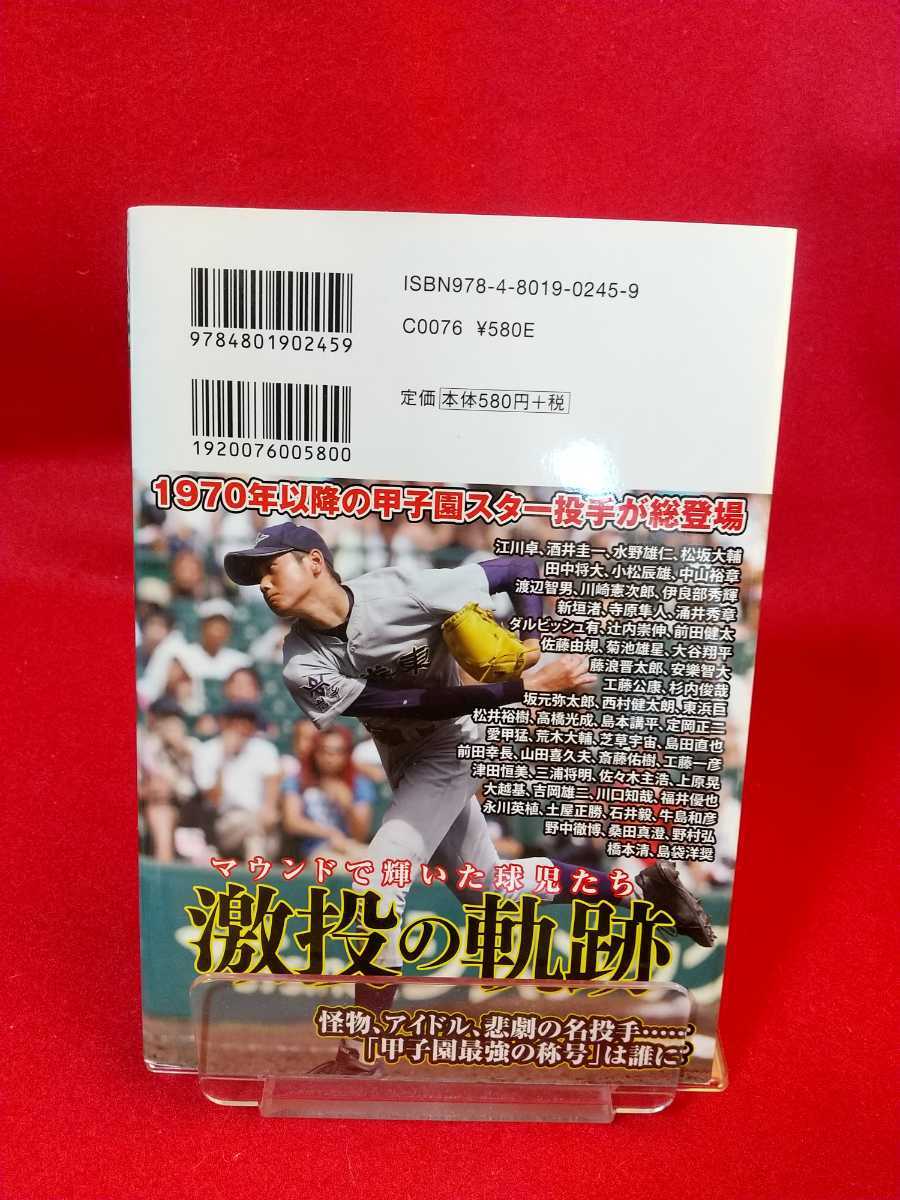 9784801902459
ISBN978-4-8019-0245-9
C0076 ¥580E
1920076005800
定価 本体580円+税
1970年以降の甲子園スター投手が総登場
江川卓、酒井圭一、水野雄仁、松坂大輔
田中将大、小松辰雄、中山裕章
渡辺智男、川崎憲次郎、伊良部秀輝
新垣渚、寺原隼人、涌井秀章
ダルビッシュ有、辻内崇伸、前田健太
佐藤由規、菊池雄星、大谷翔平
藤浪晋太郎、安樂智大
工藤公康、杉内俊哉
坂元弥太郎、西村健太朗、東浜巨
松井裕樹、高橋光成、島本講平、定岡正二
愛甲猛、荒木大輔、芝草宇宙、島田直也
前田幸長、山田喜久夫、斎藤佑樹、工藤一彦
津田恒美、三浦将明、佐々木主浩、上原晃
大越基、吉岡雄二、川口知哉、福井優也
永川英植、土屋正勝、石井毅、牛島和彦
野中徹博、桑田真澄、野村弘
橋本清、島袋洋奨
マウンドで輝いた球児たち
激投の軌跡
怪物、アイドル、悲劇の名投手……
「甲子園最強の称号」は誰に?